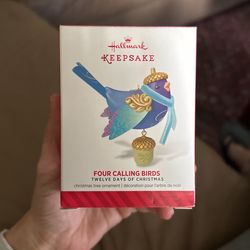 Hallmark
KEEPSAKE
FOUR CALLING BIRDS
TWELVE DAYS OF CHRISTMAS
christmas tree ornament | décoration pour l'arbre de noël